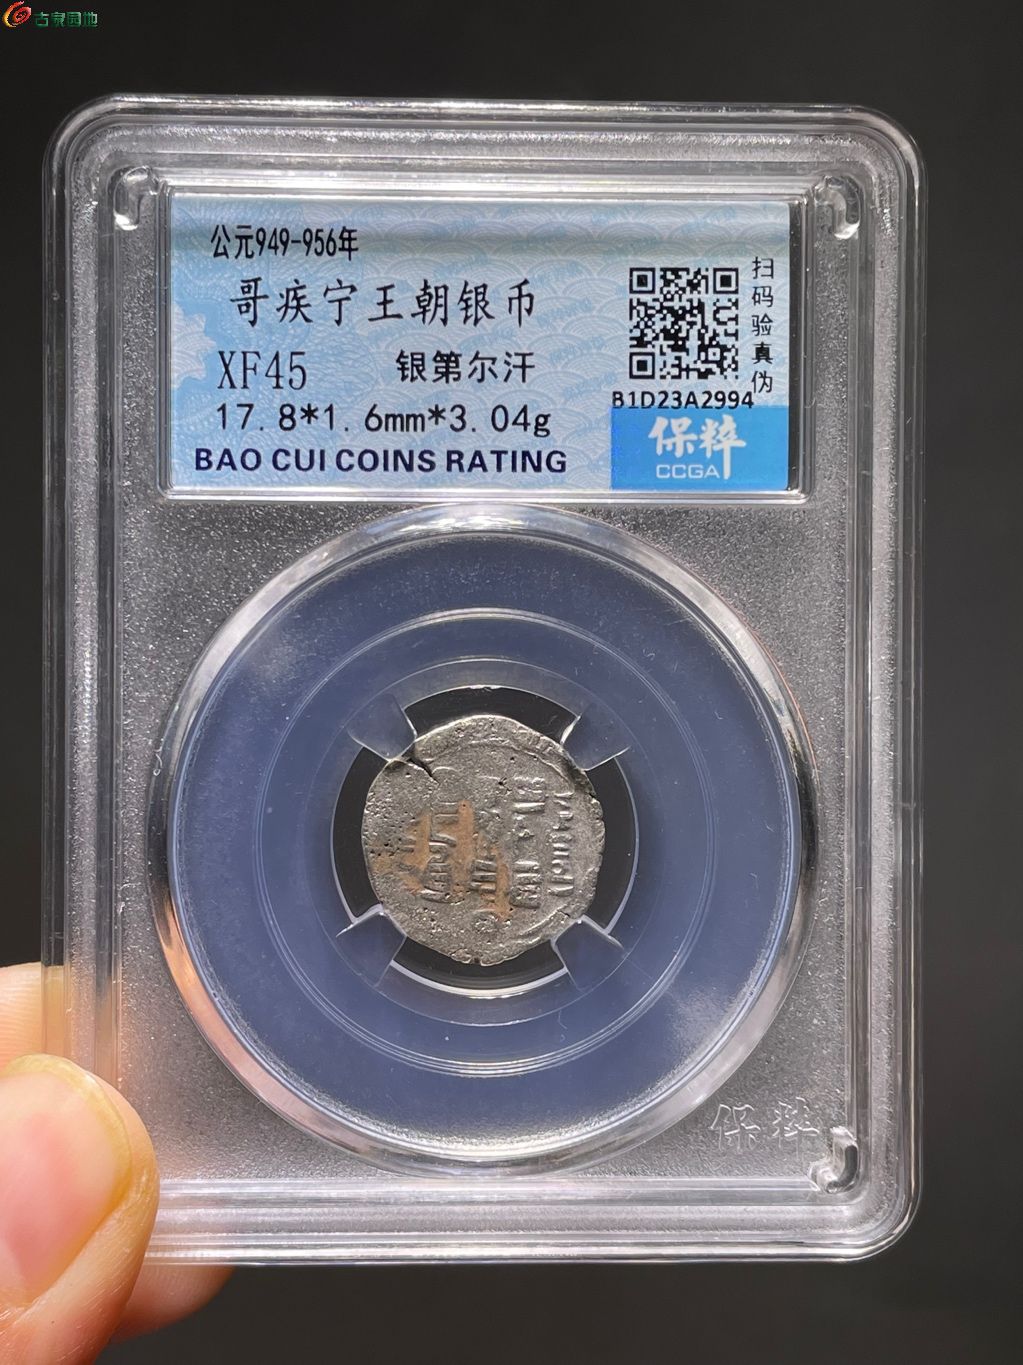 古泉园地
公元949-956年
哥疾宁王朝银币
XF45 银第尔汗
17.8*1.6mm*3.04g
BAO CUI COINS RATING
扫码验真伪
B1D23A2994
保粹
CCGA
保粹